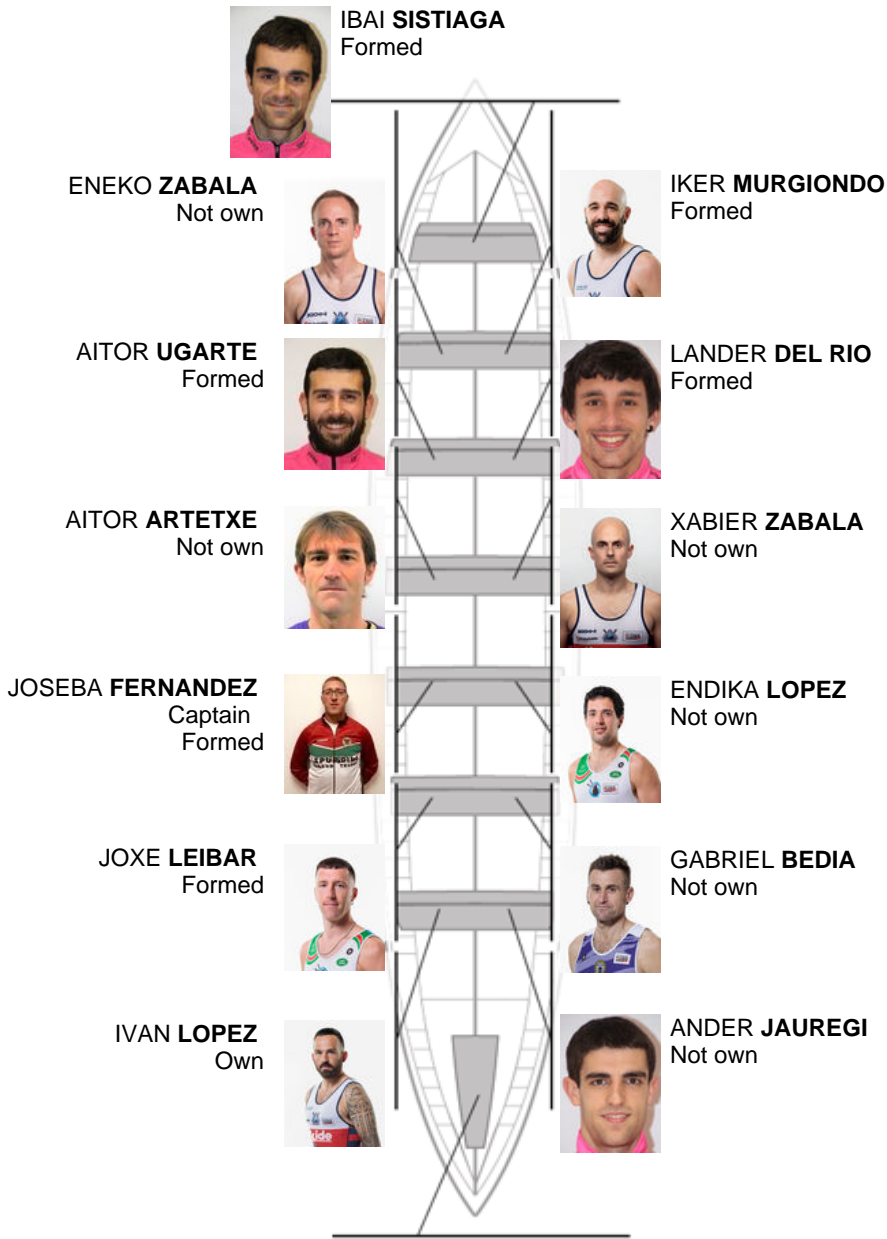 IBAI SISTIAGA
Formed
ENEKO ZABALA
Not own
IKER MURGIONDO
Formed
AITOR UGARTE
Formed
LANDER DEL RIO
Formed
AITOR ARTETXE
Not own
XABIER ZABALA
Not own
JOSEBA FERNANDEZ
Captain
Formed
ENDIKA LOPEZ
Not own
JOXE LEIBAR
Formed
GABRIEL BEDIA
Not own
IVAN LOPEZ
Own
ANDER JAUREGI
Not own